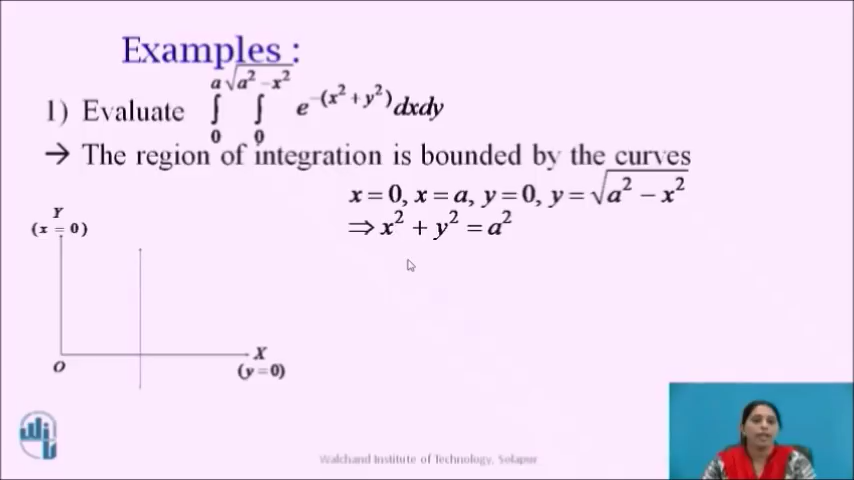 Examples :
1) Evaluate ∫₀ᵃ ∫₀^√(a² − x²) e^−(x² + y²) dxdy
→ The region of integration is bounded by the curves
x = 0, x = a, y = 0, y = √(a² − x²)
⇒ x² + y² = a²
Y
(x = 0)
O
X
(y = 0)
Walchand Institute of Technology, Solapur